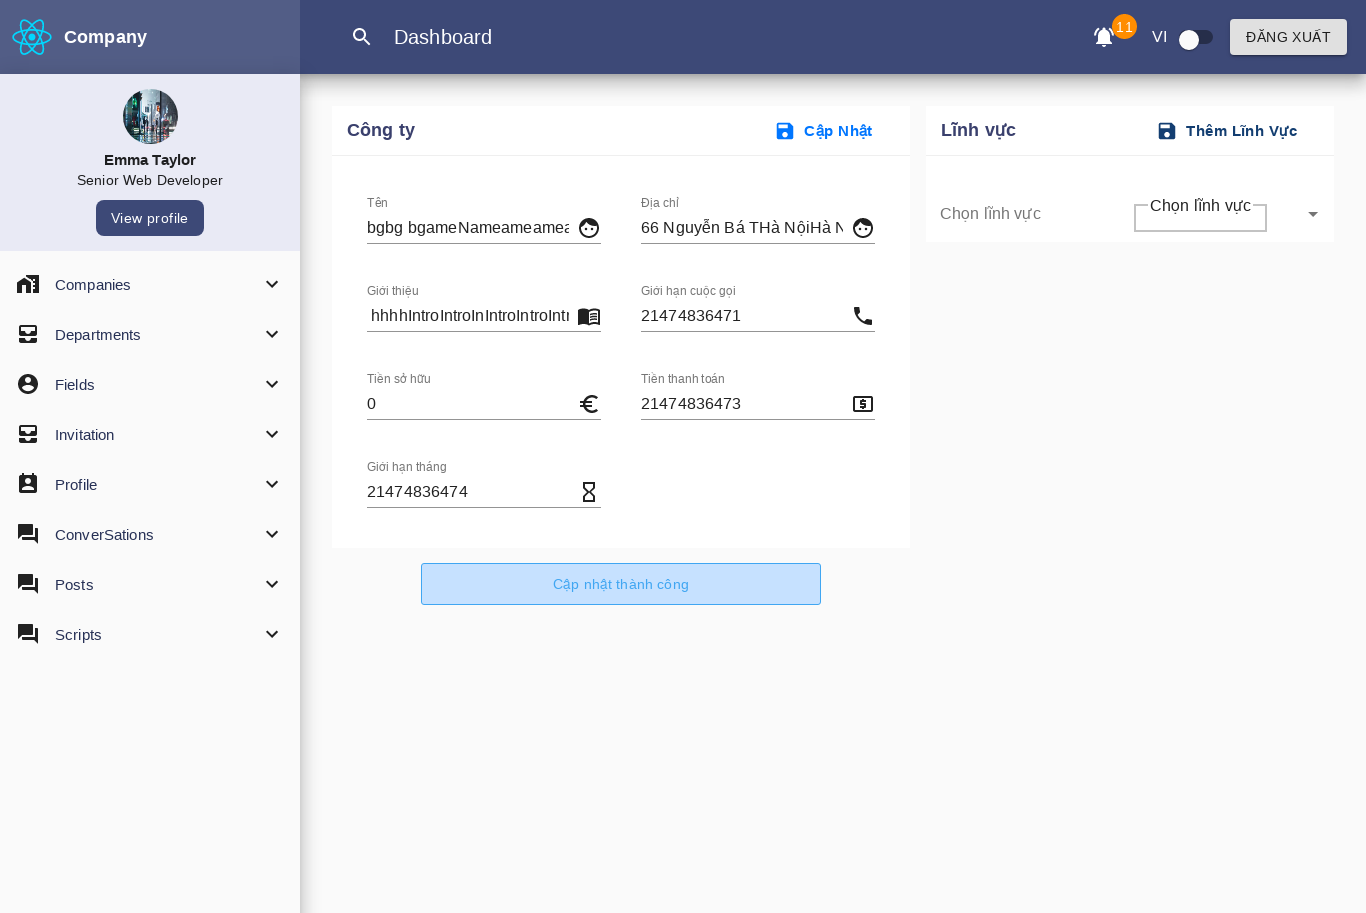 Company
Dashboard
11
VI
ĐĂNG XUẤT
Emma Taylor
Senior Web Developer
View profile
Companies
Departments
Fields
Invitation
Profile
ConverSations
Posts
Scripts
Công ty
Cập Nhật
Tên
bgbg bgameNameameamea
Địa chỉ
66 Nguyễn Bá THà NộiHà N
Giới thiệu
hhhhIntroIntroInIntroIntroIntr
Giới hạn cuộc gọi
21474836471
Tiền sở hữu
0
Tiền thanh toán
21474836473
Giới hạn tháng
21474836474
Cập nhật thành công
Lĩnh vực
Thêm Lĩnh Vực
Chọn lĩnh vực
Chọn lĩnh vực